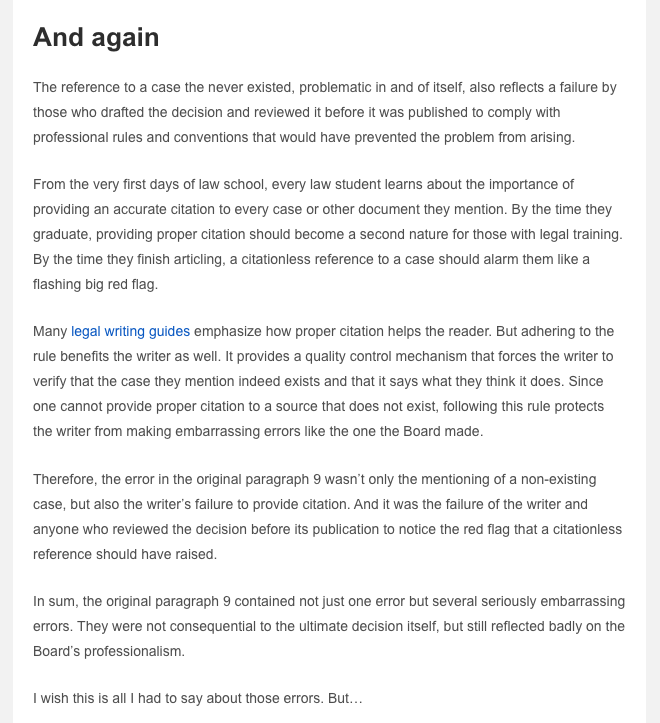 And again
The reference to a case the never existed, problematic in and of itself, also reflects a failure by
those who drafted the decision and reviewed it before it was published to comply with
professional rules and conventions that would have prevented the problem from arising.
From the very first days of law school, every law student learns about the importance of
providing an accurate citation to every case or other document they mention. By the time they
graduate, providing proper citation should become a second nature for those with legal training.
By the time they finish articling, a citationless reference to a case should alarm them like a
flashing big red flag.
Many legal writing guides emphasize how proper citation helps the reader. But adhering to the
rule benefits the writer as well. It provides a quality control mechanism that forces the writer to
verify that the case they mention indeed exists and that it says what they think it does. Since
one cannot provide proper citation to a source that does not exist, following this rule protects
the writer from making embarrassing errors like the one the Board made.
Therefore, the error in the original paragraph 9 wasn’t only the mentioning of a non-existing
case, but also the writer’s failure to provide citation. And it was the failure of the writer and
anyone who reviewed the decision before its publication to notice the red flag that a citationless
reference should have raised.
In sum, the original paragraph 9 contained not just one error but several seriously embarrassing
errors. They were not consequential to the ultimate decision itself, but still reflected badly on the
Board’s professionalism.
I wish this is all I had to say about those errors. But…